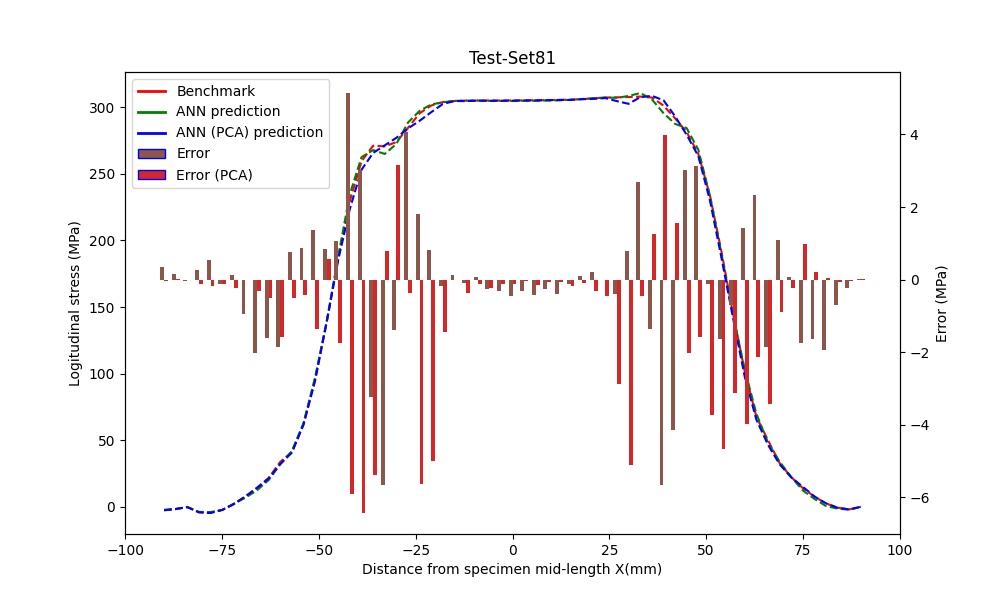 Test-Set81
Benchmark
ANN prediction
ANN (PCA) prediction
Error
Error (PCA)
300
250
200
150
100
50
0
Logitudinal stress (MPa)
4
2
0
−2
−4
−6
Error (MPa)
−100 −75 −50 −25 0 25 50 75 100
Distance from specimen mid-length X(mm)